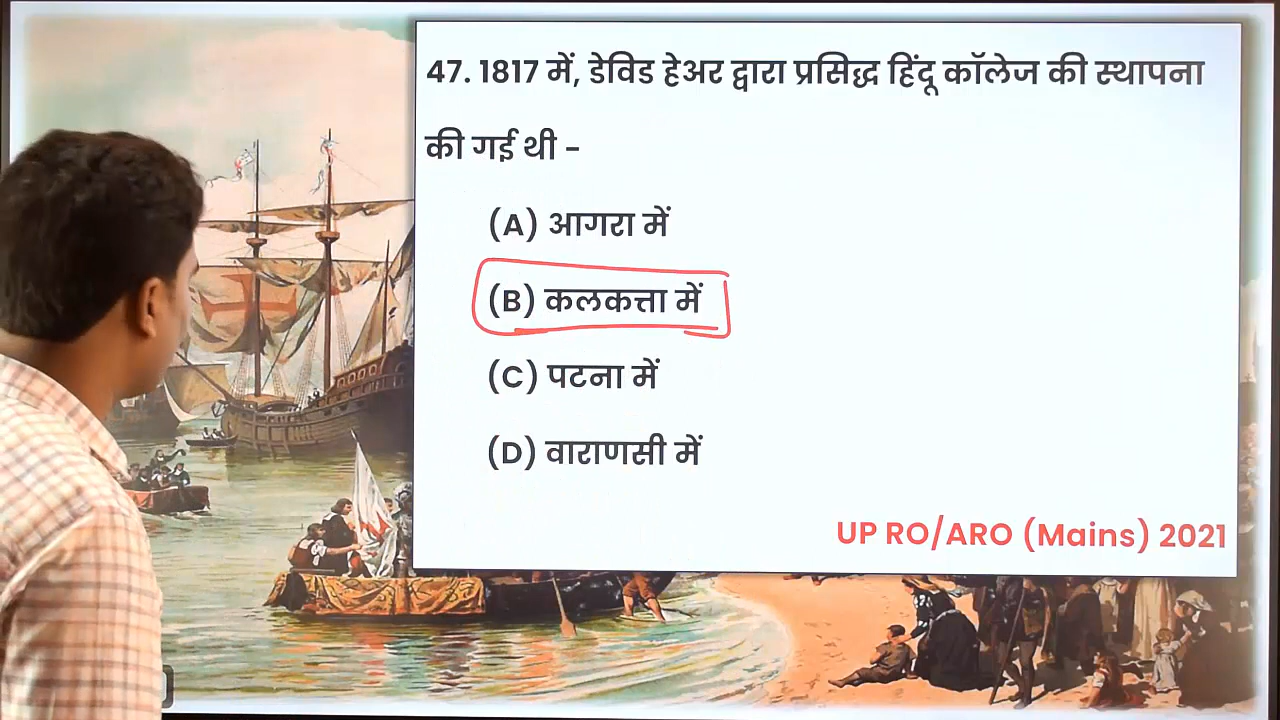 47. 1817 में, डेविड हेअर द्वारा प्रसिद्ध हिंदू कॉलेज की स्थापना
की गई थी -
(A) आगरा में
(B) कलकत्ता में
(C) पटना में
(D) वाराणसी में
UP RO/ARO (Mains) 2021